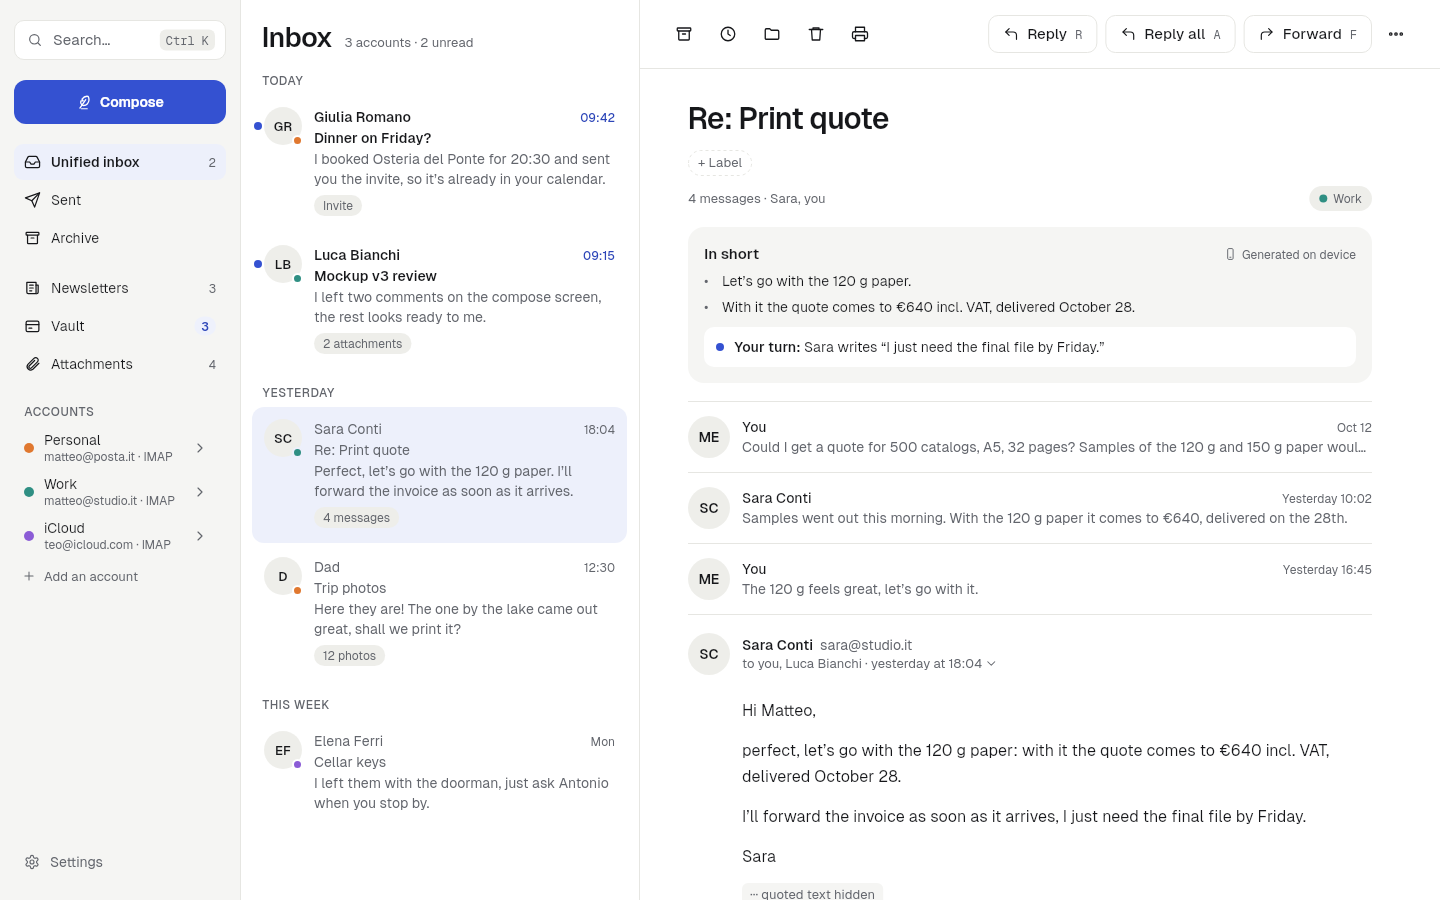 Search…
Ctrl K
Compose
Unified inbox 2
Sent
Archive
Newsletters 3
Vault 3
Attachments 4
ACCOUNTS
Personal
matteo@posta.it · IMAP
Work
matteo@studio.it · IMAP
iCloud
teo@icloud.com · IMAP
Add an account
Settings
Inbox 3 accounts · 2 unread
TODAY
GR
Giulia Romano 09:42
Dinner on Friday?
I booked Osteria del Ponte for 20:30 and sent
you the invite, so it’s already in your calendar.
Invite
LB
Luca Bianchi 09:15
Mockup v3 review
I left two comments on the compose screen,
the rest looks ready to me.
2 attachments
YESTERDAY
SC
Sara Conti 18:04
Re: Print quote
Perfect, let’s go with the 120 g paper. I’ll
forward the invoice as soon as it arrives.
4 messages
D
Dad 12:30
Trip photos
Here they are! The one by the lake came out
great, shall we print it?
12 photos
THIS WEEK
EF
Elena Ferri Mon
Cellar keys
I left them with the doorman, just ask Antonio
when you stop by.
Reply R
Reply all A
Forward F
Re: Print quote
+ Label
4 messages · Sara, you
Work
In short
Generated on device
• Let’s go with the 120 g paper.
• With it the quote comes to €640 incl. VAT, delivered October 28.
Your turn: Sara writes “I just need the final file by Friday.”
ME
You Oct 12
Could I get a quote for 500 catalogs, A5, 32 pages? Samples of the 120 g and 150 g paper woul…
SC
Sara Conti Yesterday 10:02
Samples went out this morning. With the 120 g paper it comes to €640, delivered on the 28th.
ME
You Yesterday 16:45
The 120 g feels great, let’s go with it.
SC
Sara Conti sara@studio.it
to you, Luca Bianchi · yesterday at 18:04
Hi Matteo,
perfect, let’s go with the 120 g paper: with it the quote comes to €640 incl. VAT,
delivered October 28.
I’ll forward the invoice as soon as it arrives, I just need the final file by Friday.
Sara
··· quoted text hidden